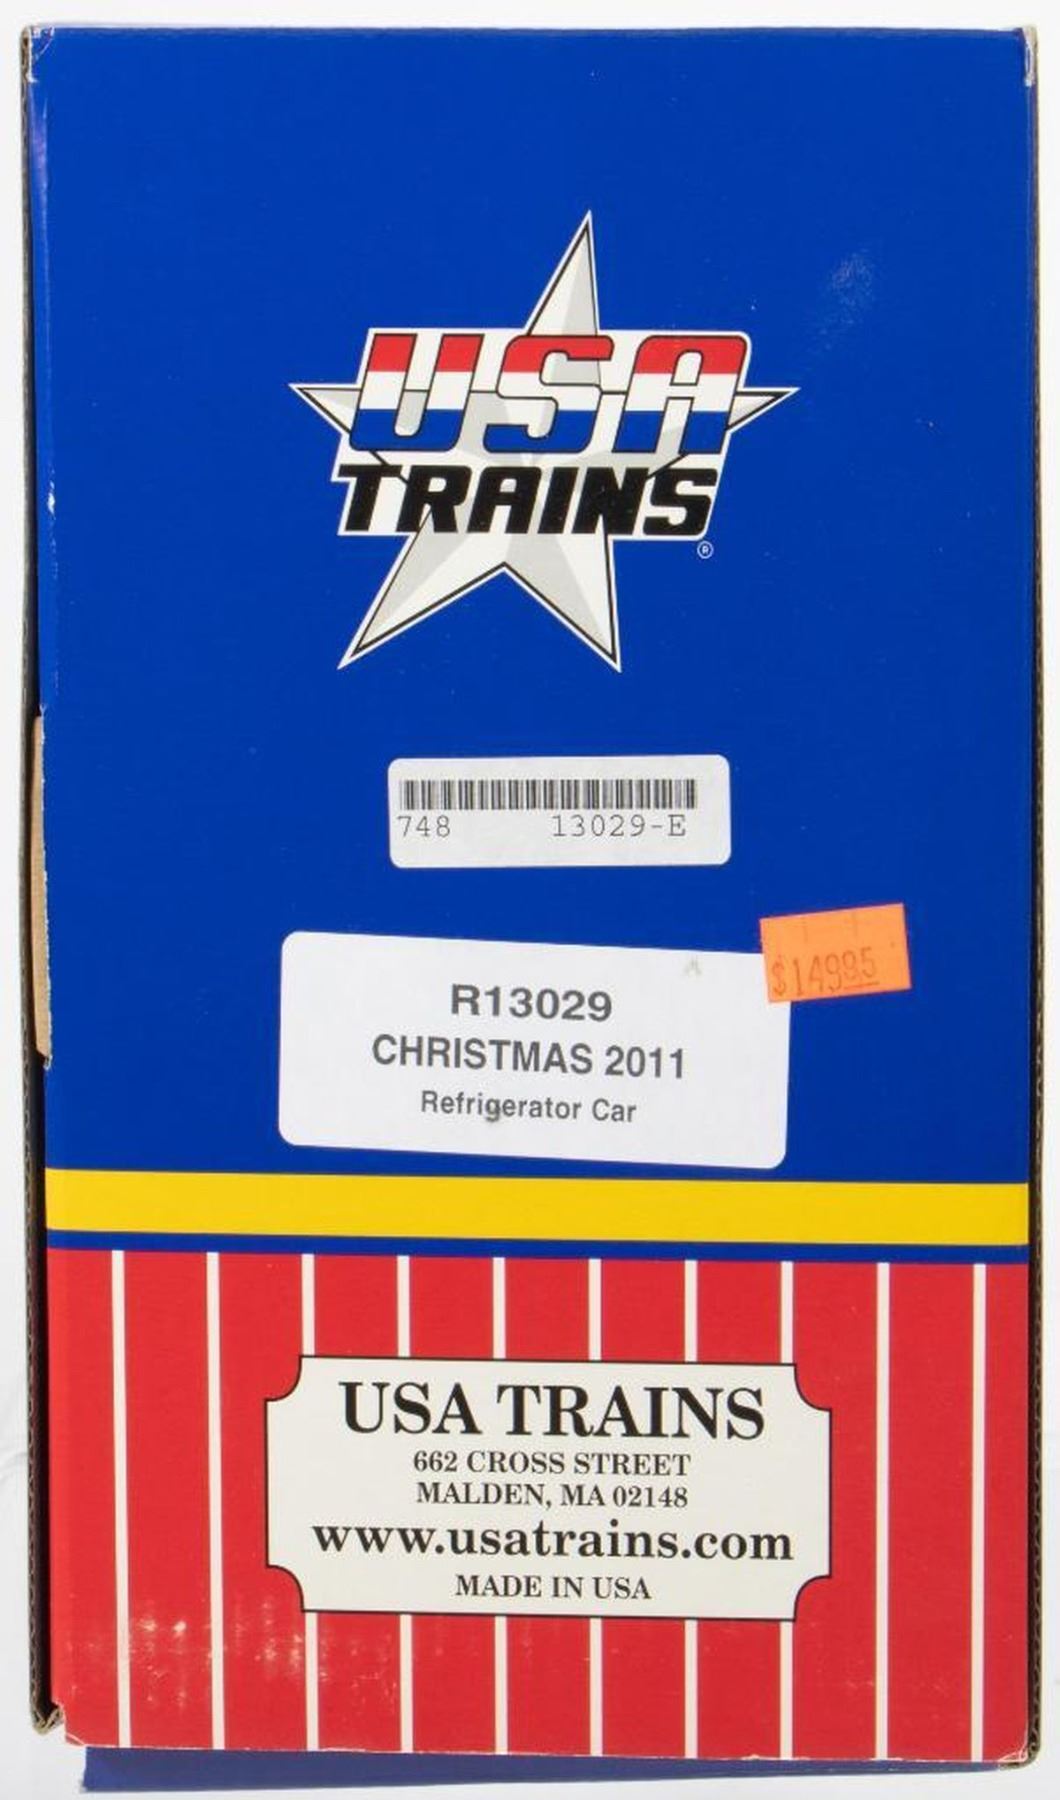 USA
TRAINS
®
748 13029-E
$149.95
R13029
CHRISTMAS 2011
Refrigerator Car
USA TRAINS
662 CROSS STREET
MALDEN, MA 02148
www.usatrains.com
MADE IN USA